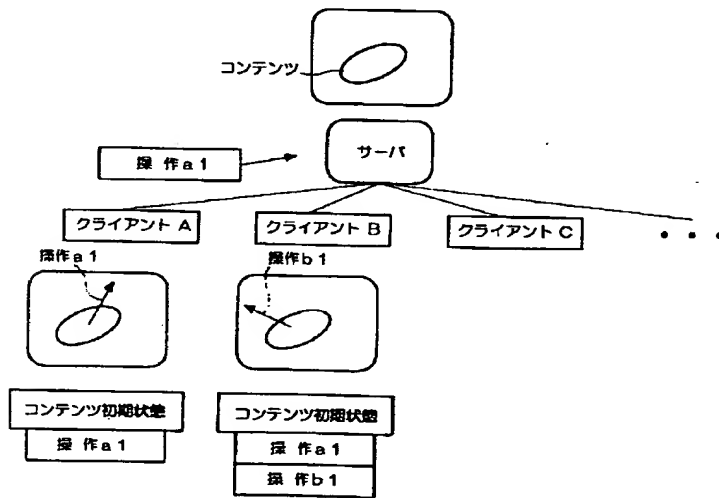 コンテンツ
サーバ
操 作a1
クライアント A
クライアント B
クライアント C
・・・
操作a1
操作b1
コンテンツ初期状態
操 作a1
コンテンツ初期状態
操 作a1
操 作b1